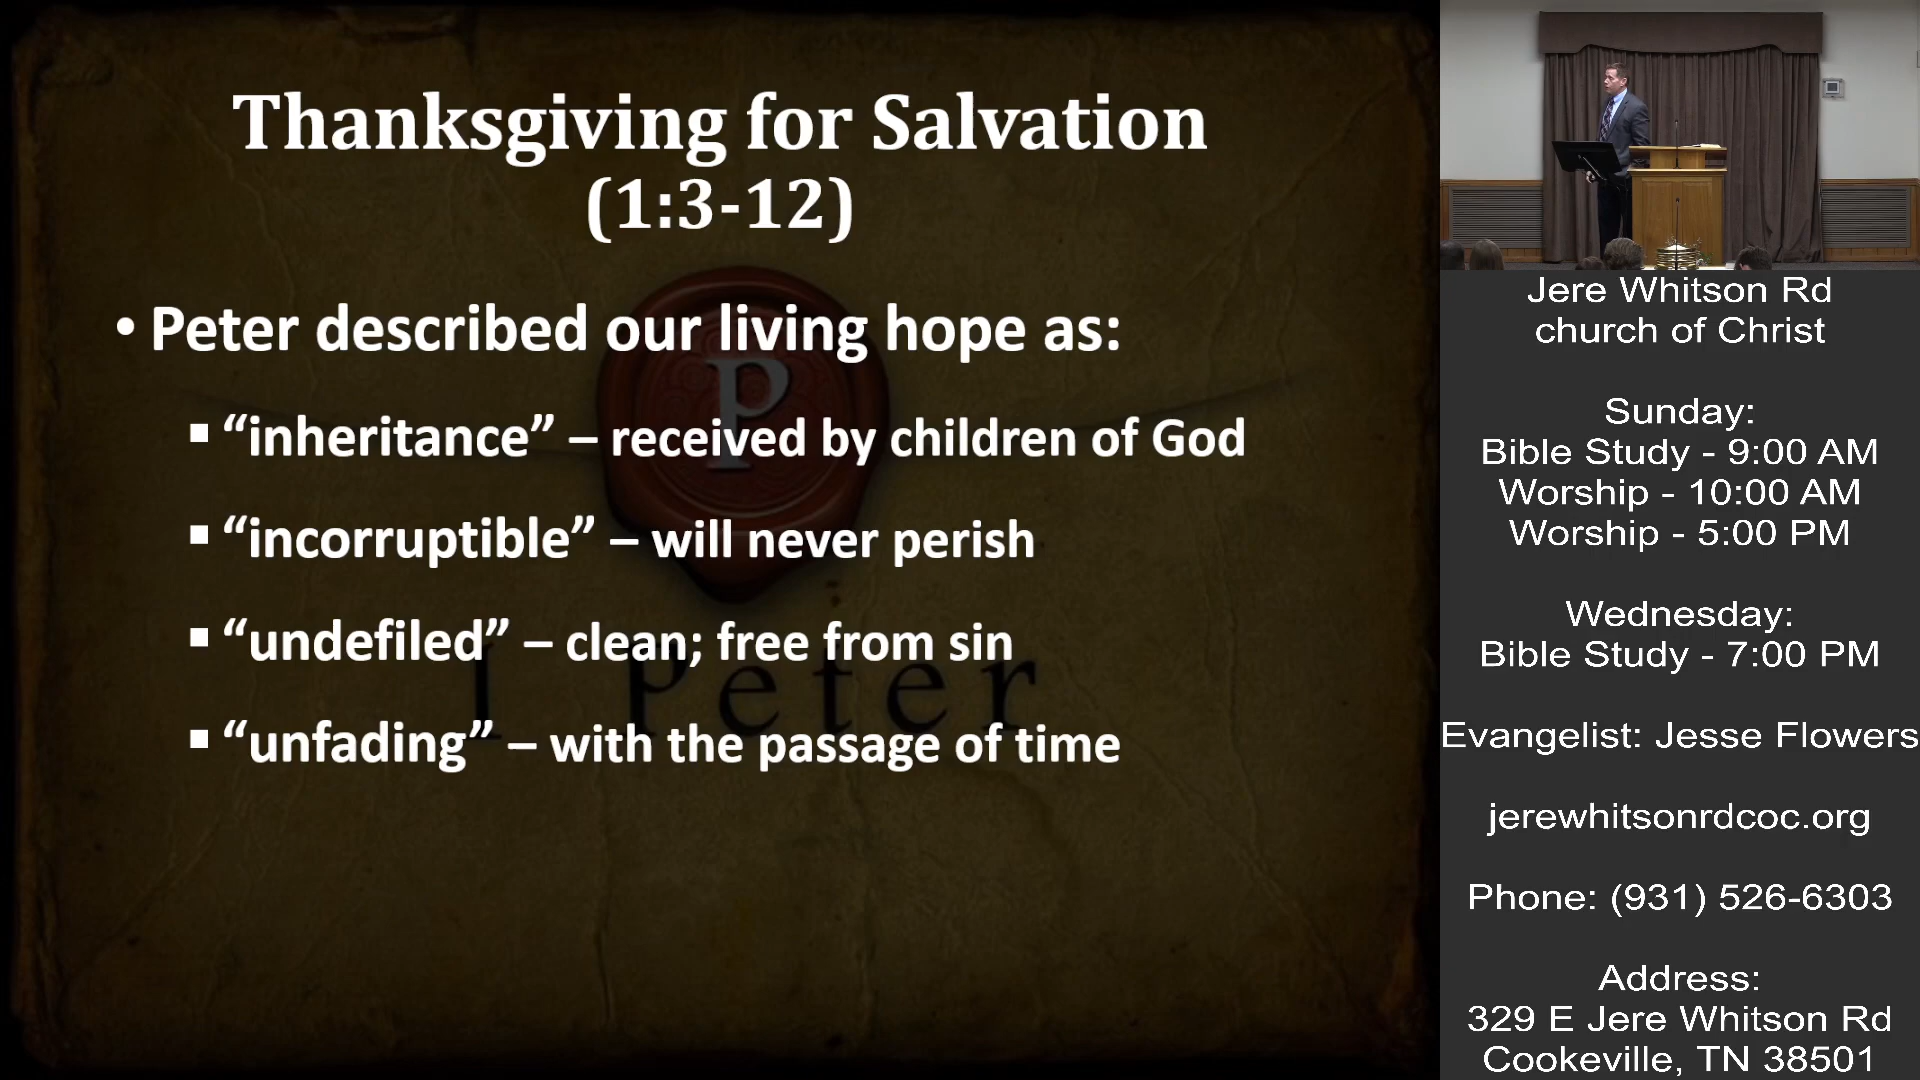 Thanksgiving for Salvation
(1:3-12)
• Peter described our living hope as:
▪ “inheritance” – received by children of God
▪ “incorruptible” – will never perish
▪ “undefiled” – clean; free from sin
▪ “unfading” – with the passage of time
P
1 Peter
Jere Whitson Rd
church of Christ
Sunday:
Bible Study - 9:00 AM
Worship - 10:00 AM
Worship - 5:00 PM
Wednesday:
Bible Study - 7:00 PM
Evangelist: Jesse Flowers
jerewhitsonrdcoc.org
Phone: (931) 526-6303
Address:
329 E Jere Whitson Rd
Cookeville, TN 38501